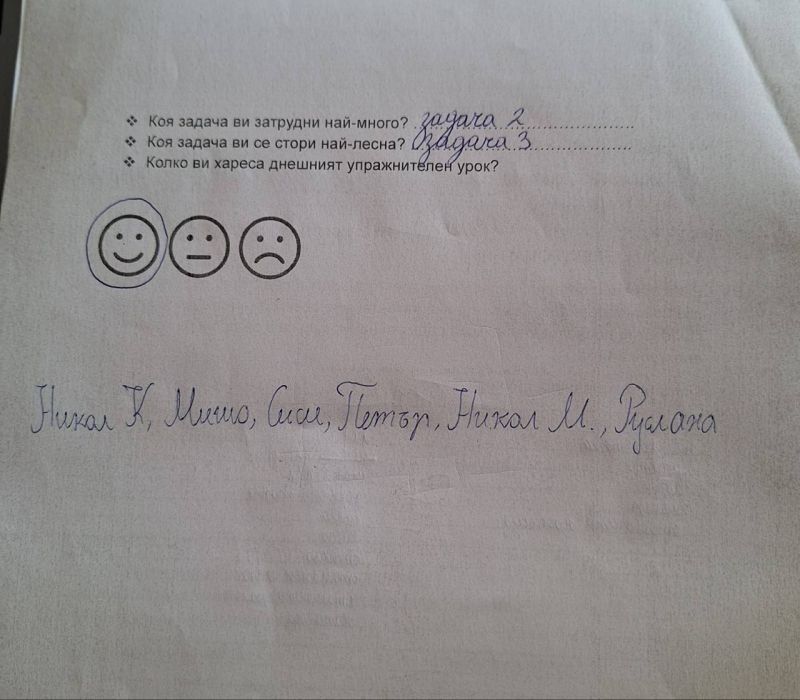 ❖ Коя задача ви затрудни най-много? задача 2
❖ Коя задача ви се стори най-лесна? задача 3
❖ Колко ви хареса днешният упражнителен урок?
Никол К, Мишо, Сиси, Петър, Никол М., Руслана